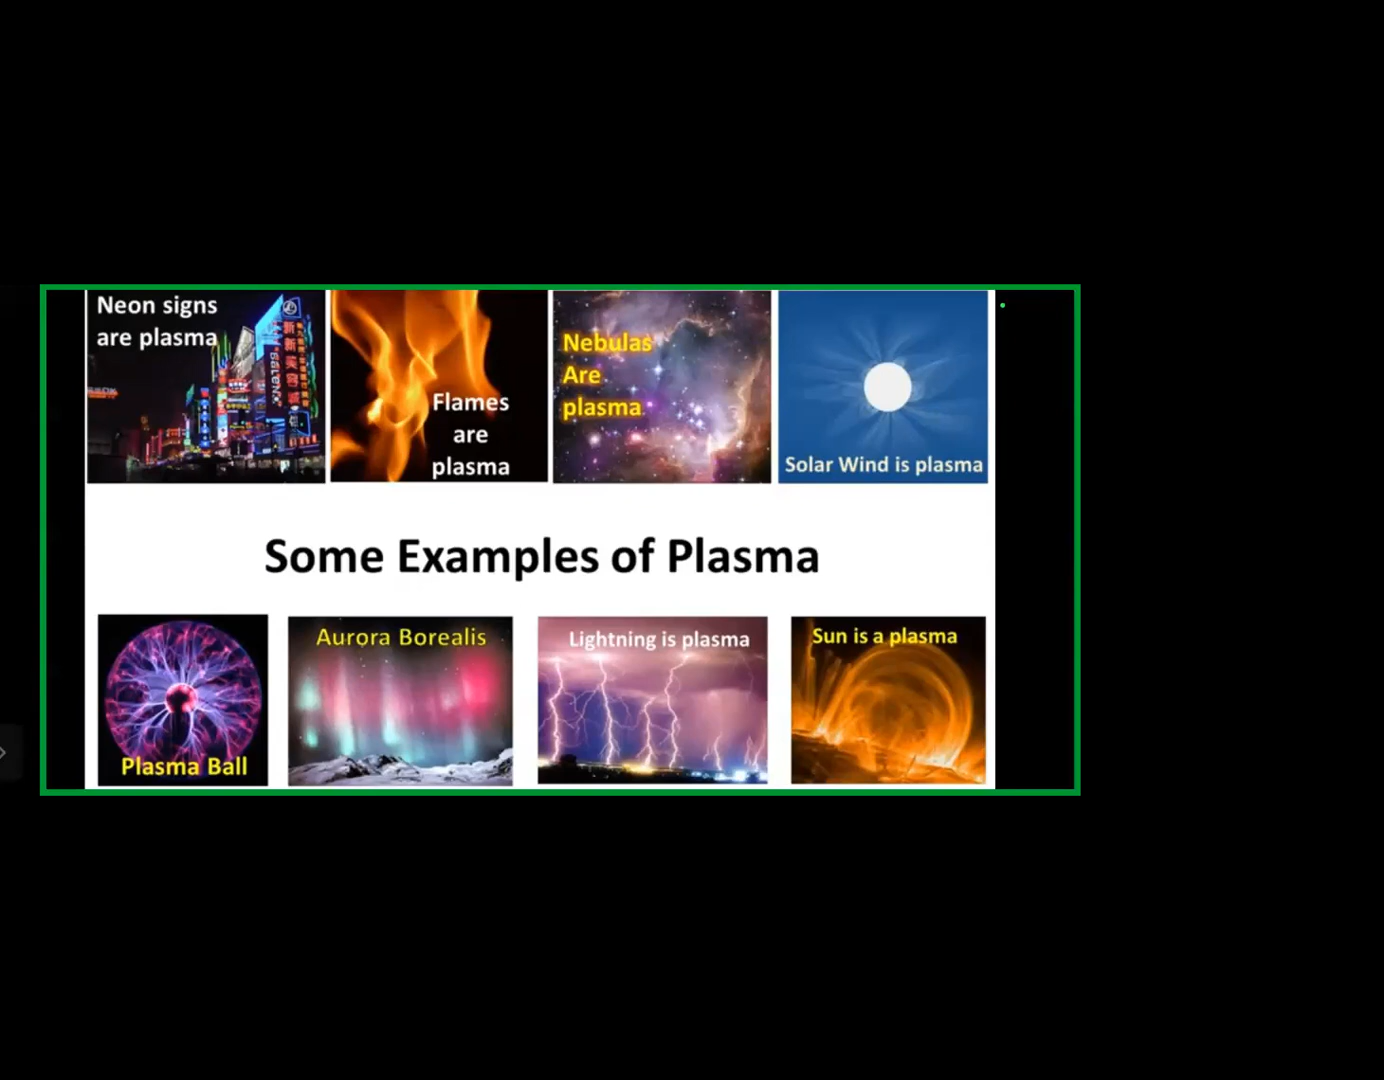 Neon signs
are plasma
Flames
are
plasma
Nebulas
Are
plasma
Solar Wind is plasma
Some Examples of Plasma
Plasma Ball
Aurora Borealis
Lightning is plasma
Sun is a plasma